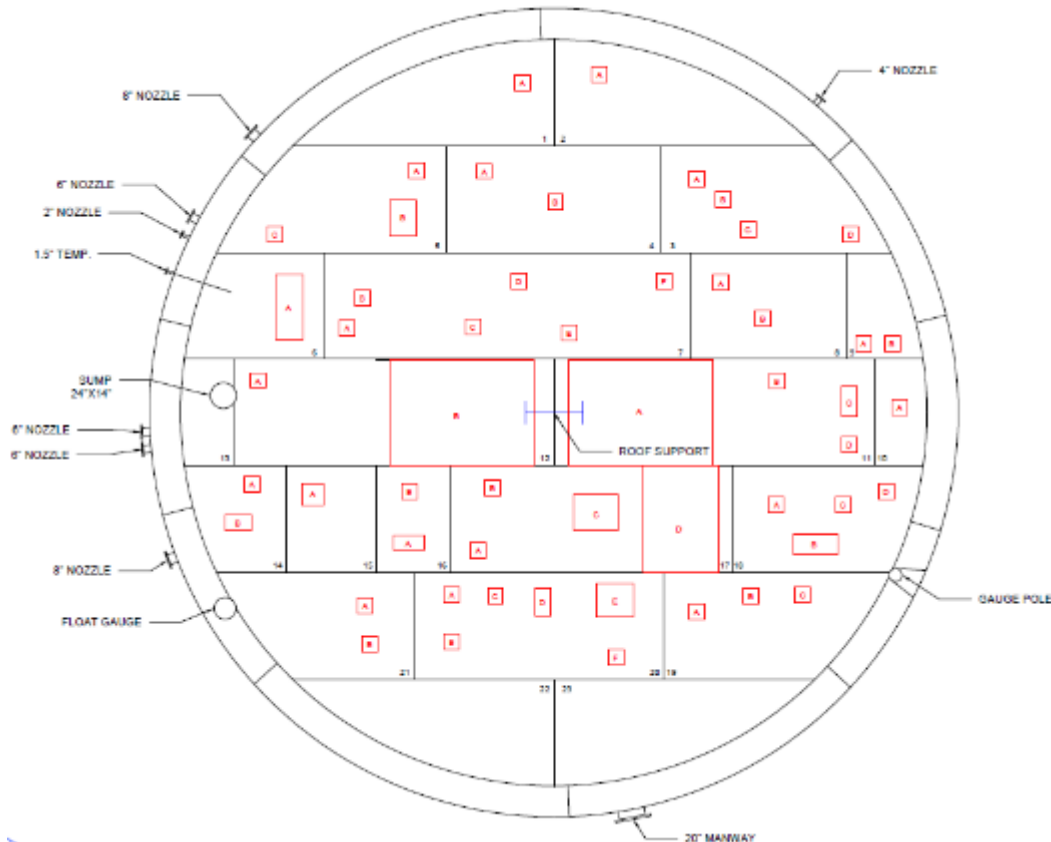 4" NOZZLE
8" NOZZLE
A
A
1
2
6" NOZZLE
2" NOZZLE
A
B
C
5
A
B
4
A
B
C
D
3
1.5" TEMP.
A
6
D
A
C
D
B
E
7
A
B
8
A
B
9
SUMP
24"X14"
13
A
B
12
ROOF SUPPORT
A
B
C
D
11
A
10
6" NOZZLE
6" NOZZLE
A
B
14
A
15
B
A
16
B
A
C
D
17
18
A
B
C
D
8" NOZZLE
GAUGE POLE
FLOAT GAUGE
A
B
21
A
B
C
D
E
F
20
19
A
B
C
22
23
20" MANWAY